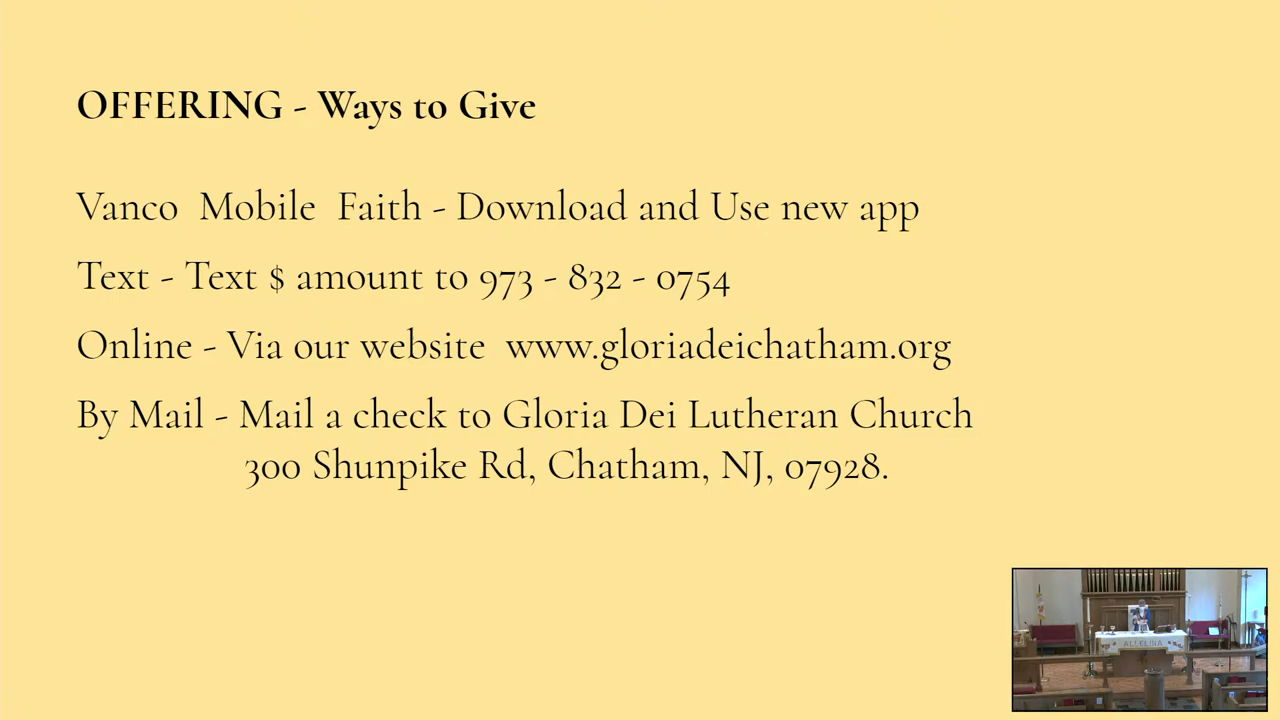 OFFERING - Ways to Give
Vanco Mobile Faith - Download and Use new app
Text - Text $ amount to 973 - 832 - 0754
Online - Via our website www.gloriadeichatham.org
By Mail - Mail a check to Gloria Dei Lutheran Church
300 Shunpike Rd, Chatham, NJ, 07928.
ALLELUIA